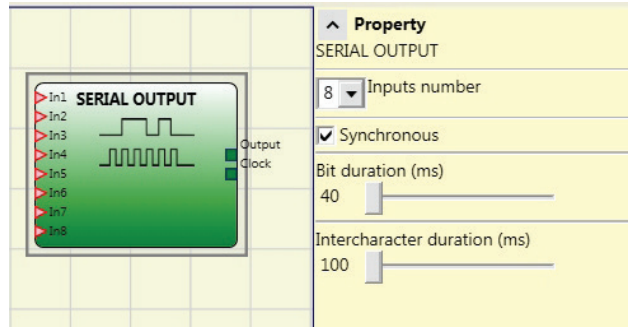 In1 SERIAL OUTPUT
In2
In3
In4
In5
In6
In7
In8
Output
Clock
Property
SERIAL OUTPUT
8 Inputs number
Synchronous
Bit duration (ms)
40
Intercharacter duration (ms)
100